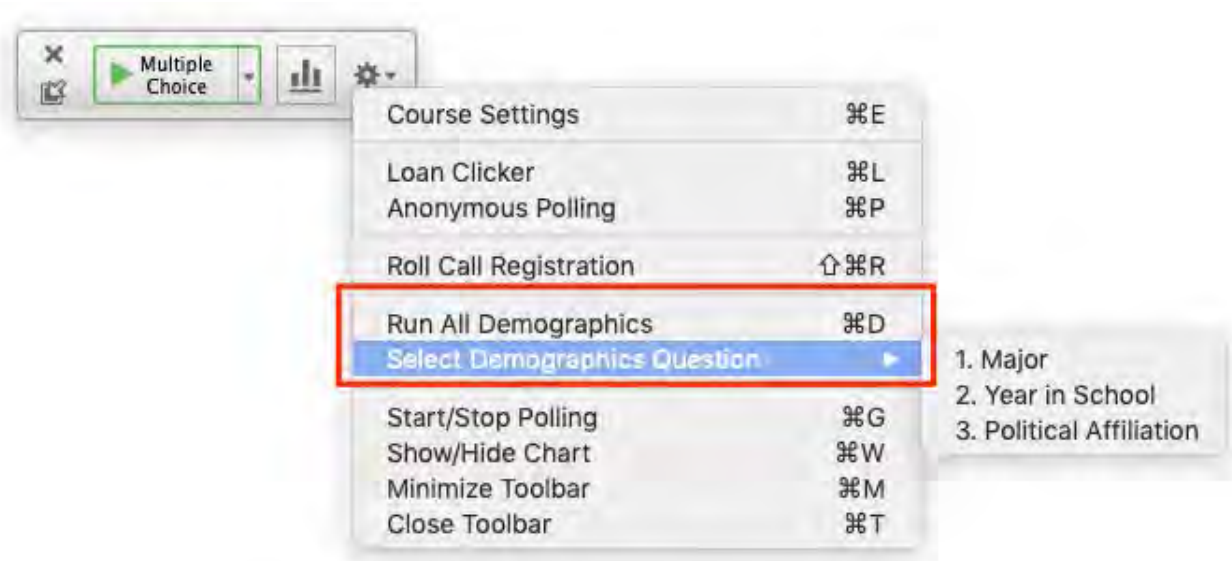 Multiple
Choice
Course Settings ⌘E
Loan Clicker ⌘L
Anonymous Polling ⌘P
Roll Call Registration ⇧⌘R
Run All Demographics ⌘D
Select Demographics Question
1. Major
2. Year in School
3. Political Affiliation
Start/Stop Polling ⌘G
Show/Hide Chart ⌘W
Minimize Toolbar ⌘M
Close Toolbar ⌘T